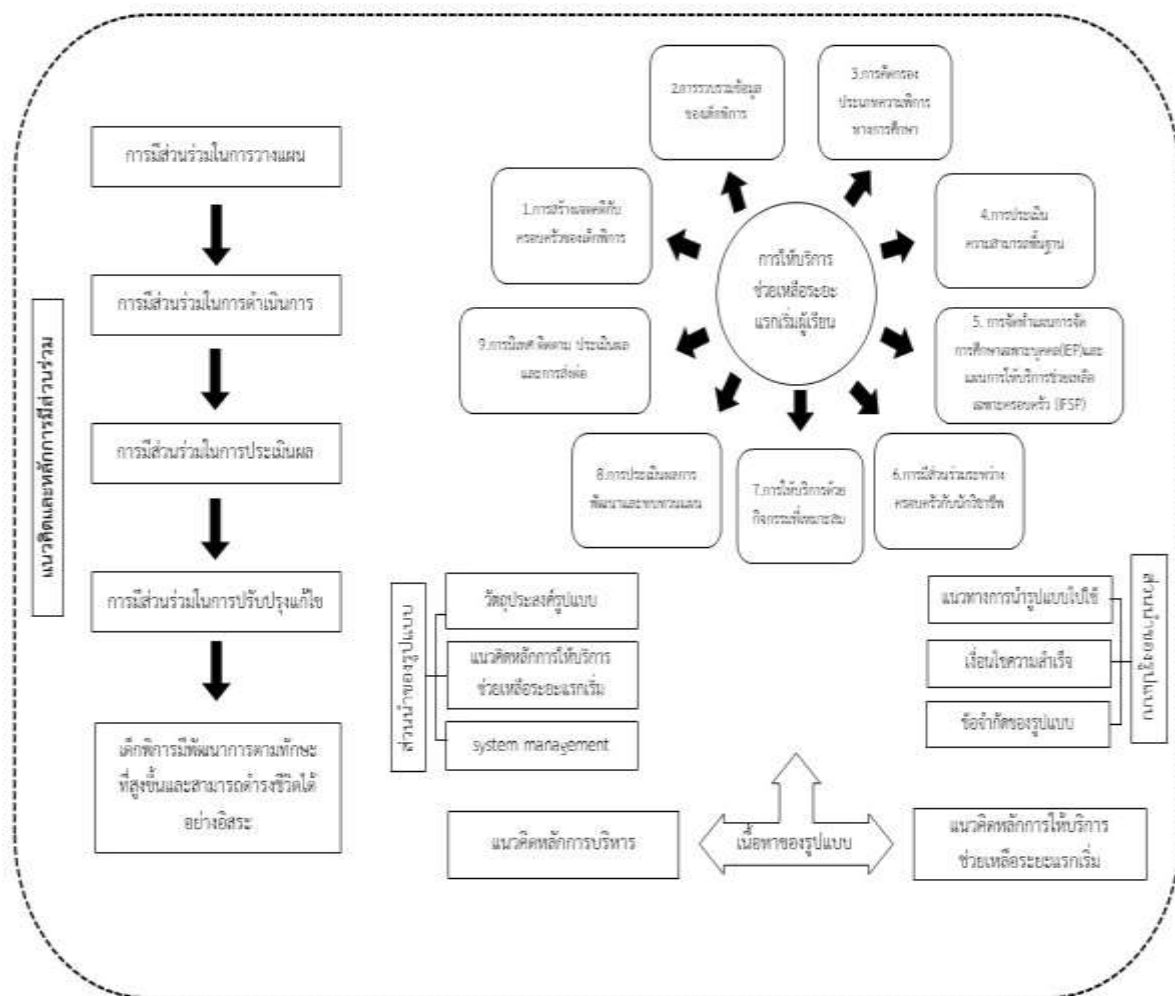 แนวคิดและหลักการมีส่วนร่วม
การมีส่วนร่วมในการวางแผน
การมีส่วนร่วมในการดำเนินการ
การมีส่วนร่วมในการประเมินผล
การมีส่วนร่วมในการปรับปรุงแก้ไข
เด็กพิการมีพัฒนาการตามทักษะ
ที่สูงขึ้นและสามารถดำรงชีวิตได้
อย่างอิสระ
การให้บริการ
ช่วยเหลือระยะ
แรกเริ่มผู้เรียน
1.การสร้างเจตคติกับ
ครอบครัวของเด็กพิการ
2.การรวบรวมข้อมูล
ของเด็กพิการ
3.การคัดกรอง
ประเภทความพิการ
ทางการศึกษา
4.การประเมิน
ความสามารถพื้นฐาน
5. การจัดทำแผนการจัด
การศึกษาเฉพาะบุคคล(IEP)และ
แผนการให้บริการช่วยเหลือ
เฉพาะครอบครัว (IFSP)
6.การมีส่วนร่วมระหว่าง
ครอบครัวกับนักวิชาชีพ
7.การให้บริการด้วย
กิจกรรมที่เหมาะสม
8.การประเมินผลการ
พัฒนาและทบทวนแผน
9.การนิเทศ ติดตาม ประเมินผล
และการส่งต่อ
ส่วนนำของรูปแบบ
วัตถุประสงค์รูปแบบ
แนวคิดหลักการให้บริการ
ช่วยเหลือระยะแรกเริ่ม
system management
ส่วนนำของรูปแบบ
แนวทางการนำรูปแบบไปใช้
เงื่อนไขความสำเร็จ
ข้อจำกัดของรูปแบบ
แนวคิดหลักการบริหาร
เนื้อหาของรูปแบบ
แนวคิดหลักการให้บริการ
ช่วยเหลือระยะแรกเริ่ม